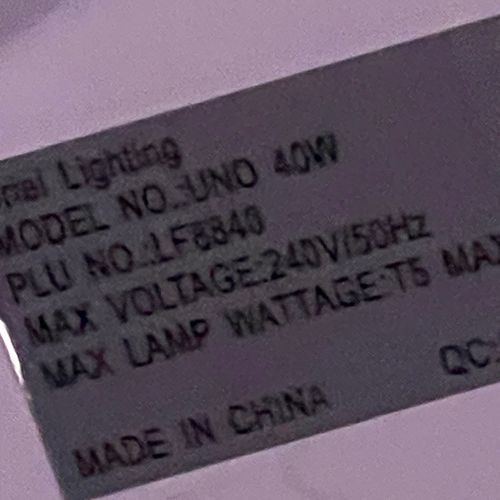 Lighting
MODEL NO.:UNO 40W
PLU NO.:LF8840
MAX VOLTAGE:240V/50Hz
MAX LAMP WATTAGE:T5 MAX
QC:
MADE IN CHINA